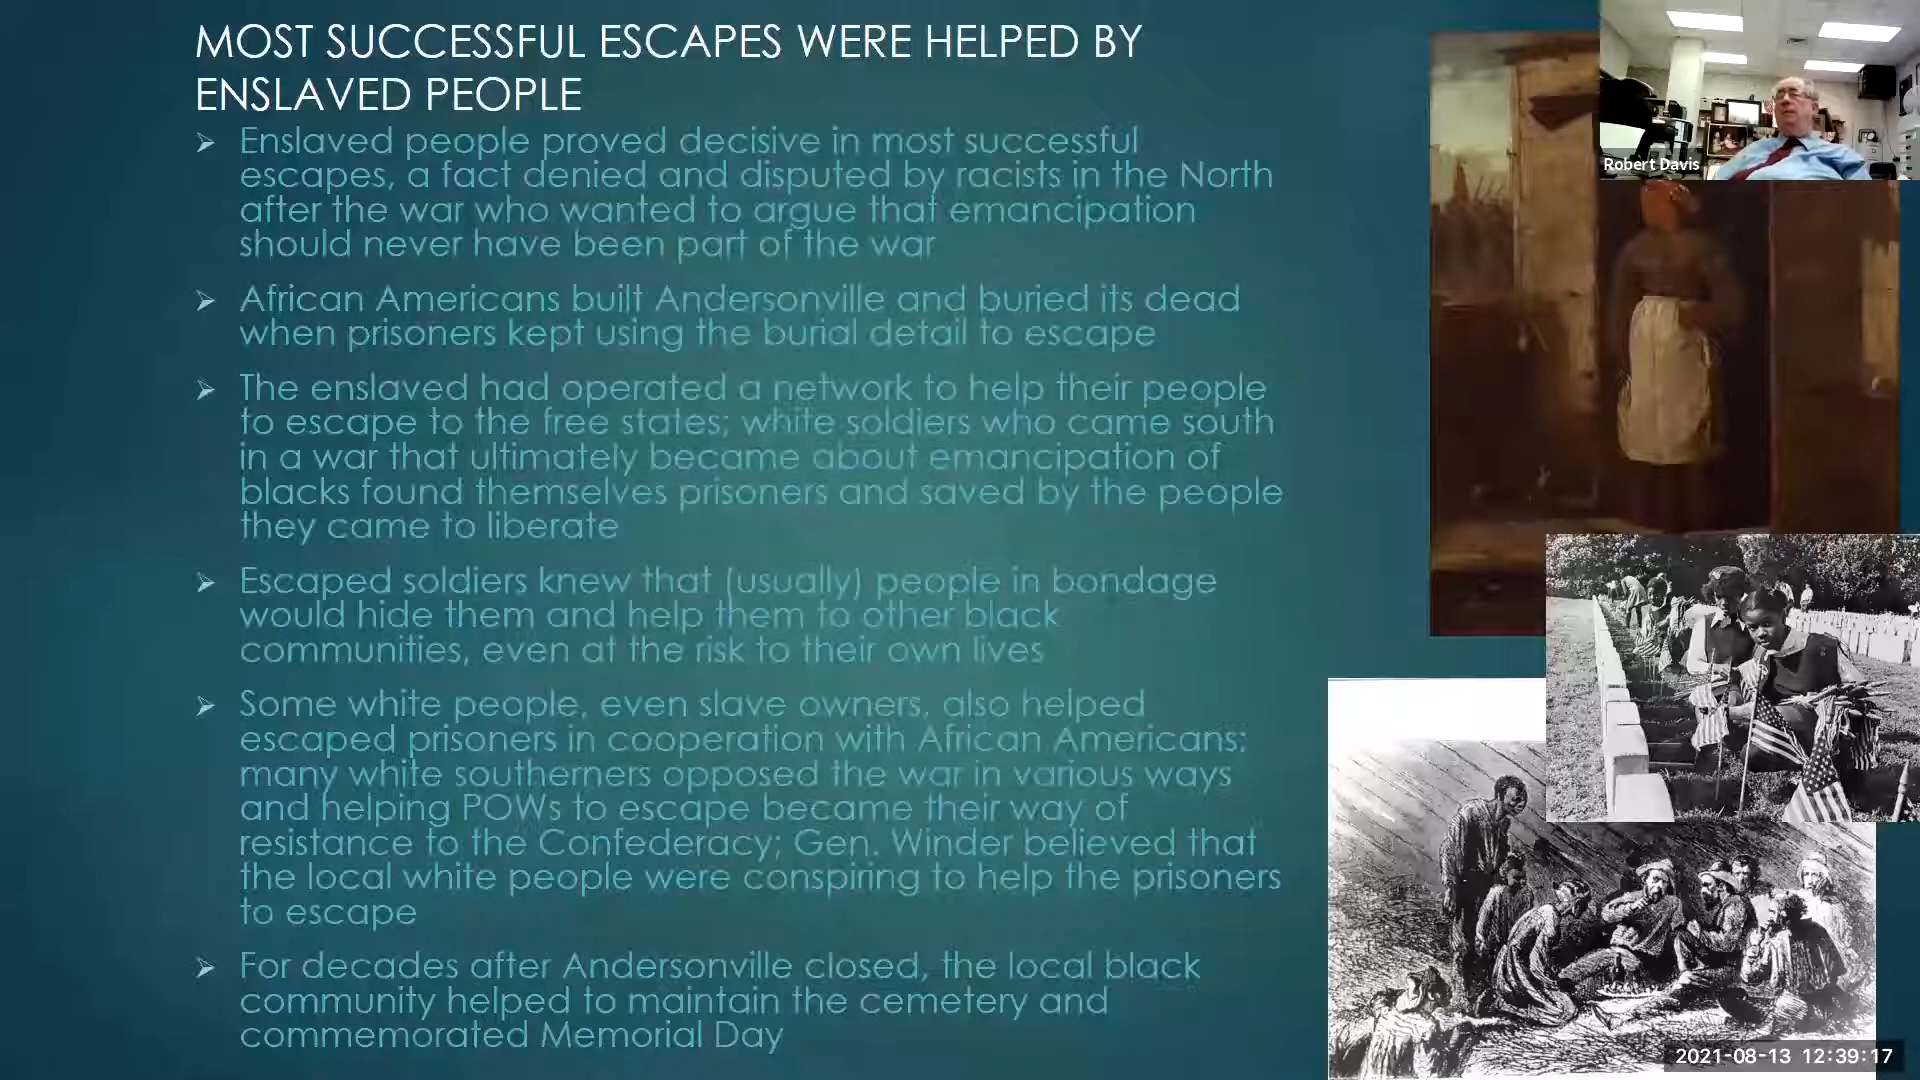 MOST SUCCESSFUL ESCAPES WERE HELPED BY
ENSLAVED PEOPLE
Enslaved people proved decisive in most successful
escapes, a fact denied and disputed by racists in the North
after the war who wanted to argue that emancipation
should never have been part of the war
African Americans built Andersonville and buried its dead
when prisoners kept using the burial detail to escape
The enslaved had operated a network to help their people
to escape to the free states; white soldiers who came south
in a war that ultimately became about emancipation of
blacks found themselves prisoners and saved by the people
they came to liberate
Escaped soldiers knew that (usually) people in bondage
would hide them and help them to other black
communities, even at the risk to their own lives
Some white people, even slave owners, also helped
escaped prisoners in cooperation with African Americans:
many white southerners opposed the war in various ways
and helping POWs to escape became their way of
resistance to the Confederacy; Gen. Winder believed that
the local white people were conspiring to help the prisoners
to escape
For decades after Andersonville closed, the local black
community helped to maintain the cemetery and
commemorated Memorial Day
Robert Davis
2021-08-13 12:39:17